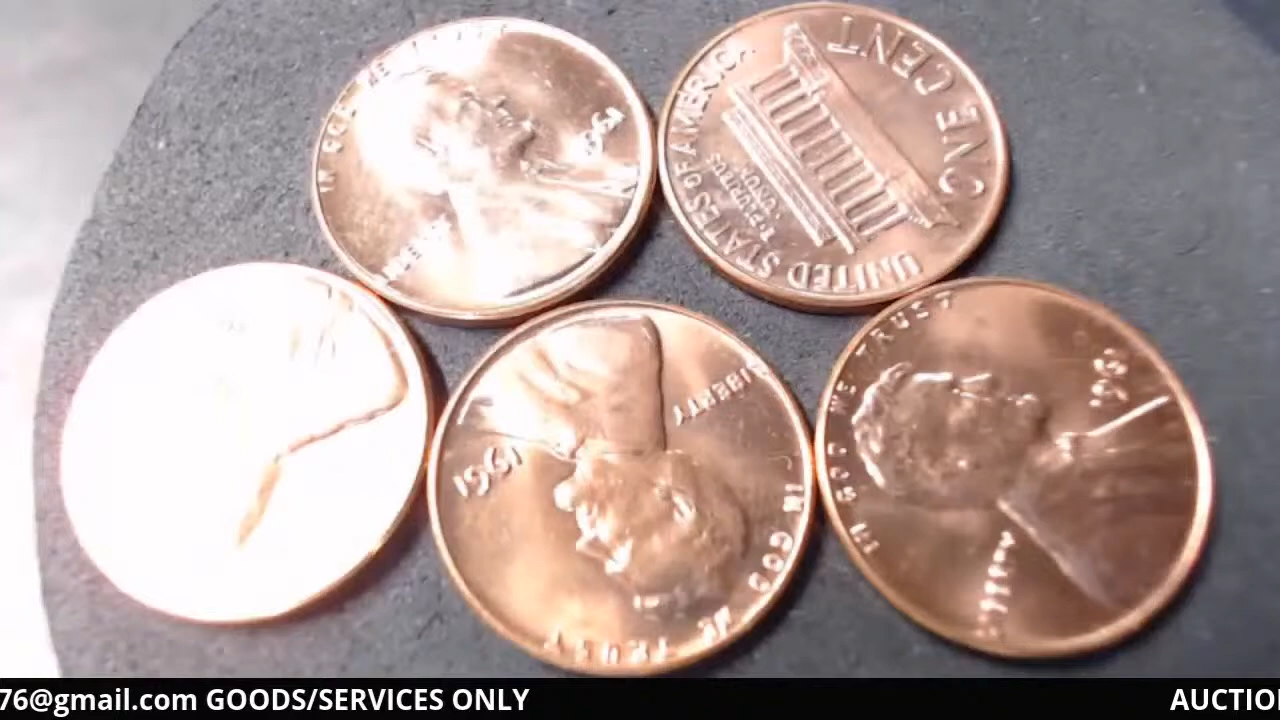 IN GOD WE
1961
ONE CENT
UNITED STATES OF AMERICA
E·PLURIBUS
·UNUM
LIBERTY
1961
IN GOD WE TRUST
IN GOD WE TRUST
LIBERTY
76@gmail.com GOODS/SERVICES ONLY
AUCTIO